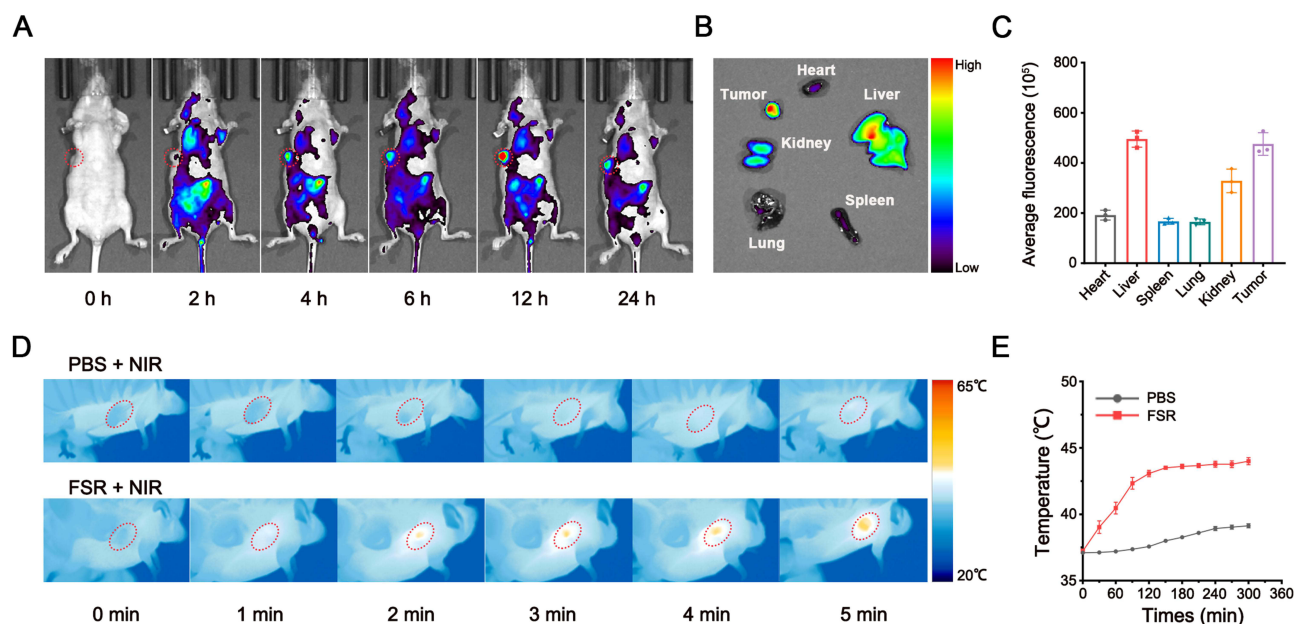 A
0 h
2 h
4 h
6 h
12 h
24 h
B
Heart
Tumor
Liver
Kidney
Spleen
Lung
High
Low
C
Average fluorescence (10⁵)
800
600
400
200
0
Heart
Liver
Spleen
Lung
Kidney
Tumor
D
PBS + NIR
FSR + NIR
0 min
1 min
2 min
3 min
4 min
5 min
65℃
20℃
E
Temperature (℃)
50
45
40
35
PBS
FSR
0 60 120 180 240 300 360
Times (min)